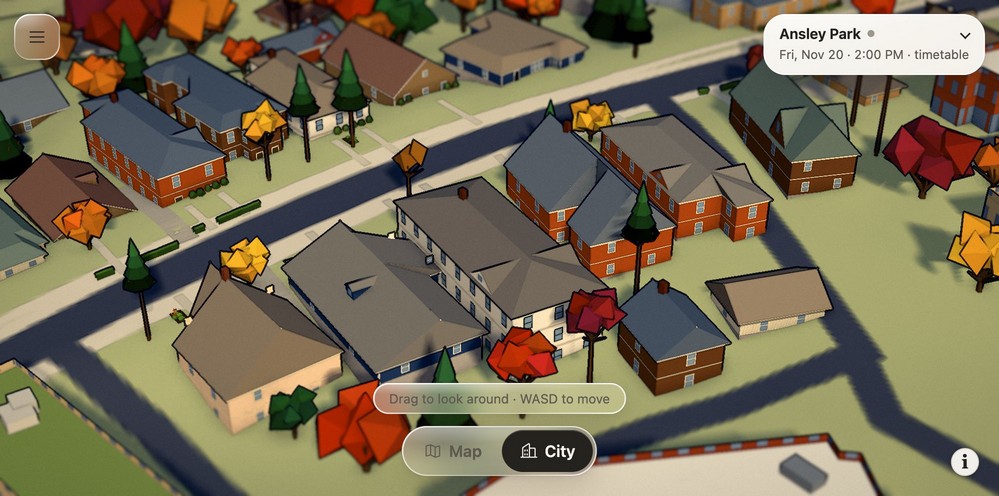 Ansley Park
Fri, Nov 20 · 2:00 PM · timetable
Drag to look around · WASD to move
Map
City
i